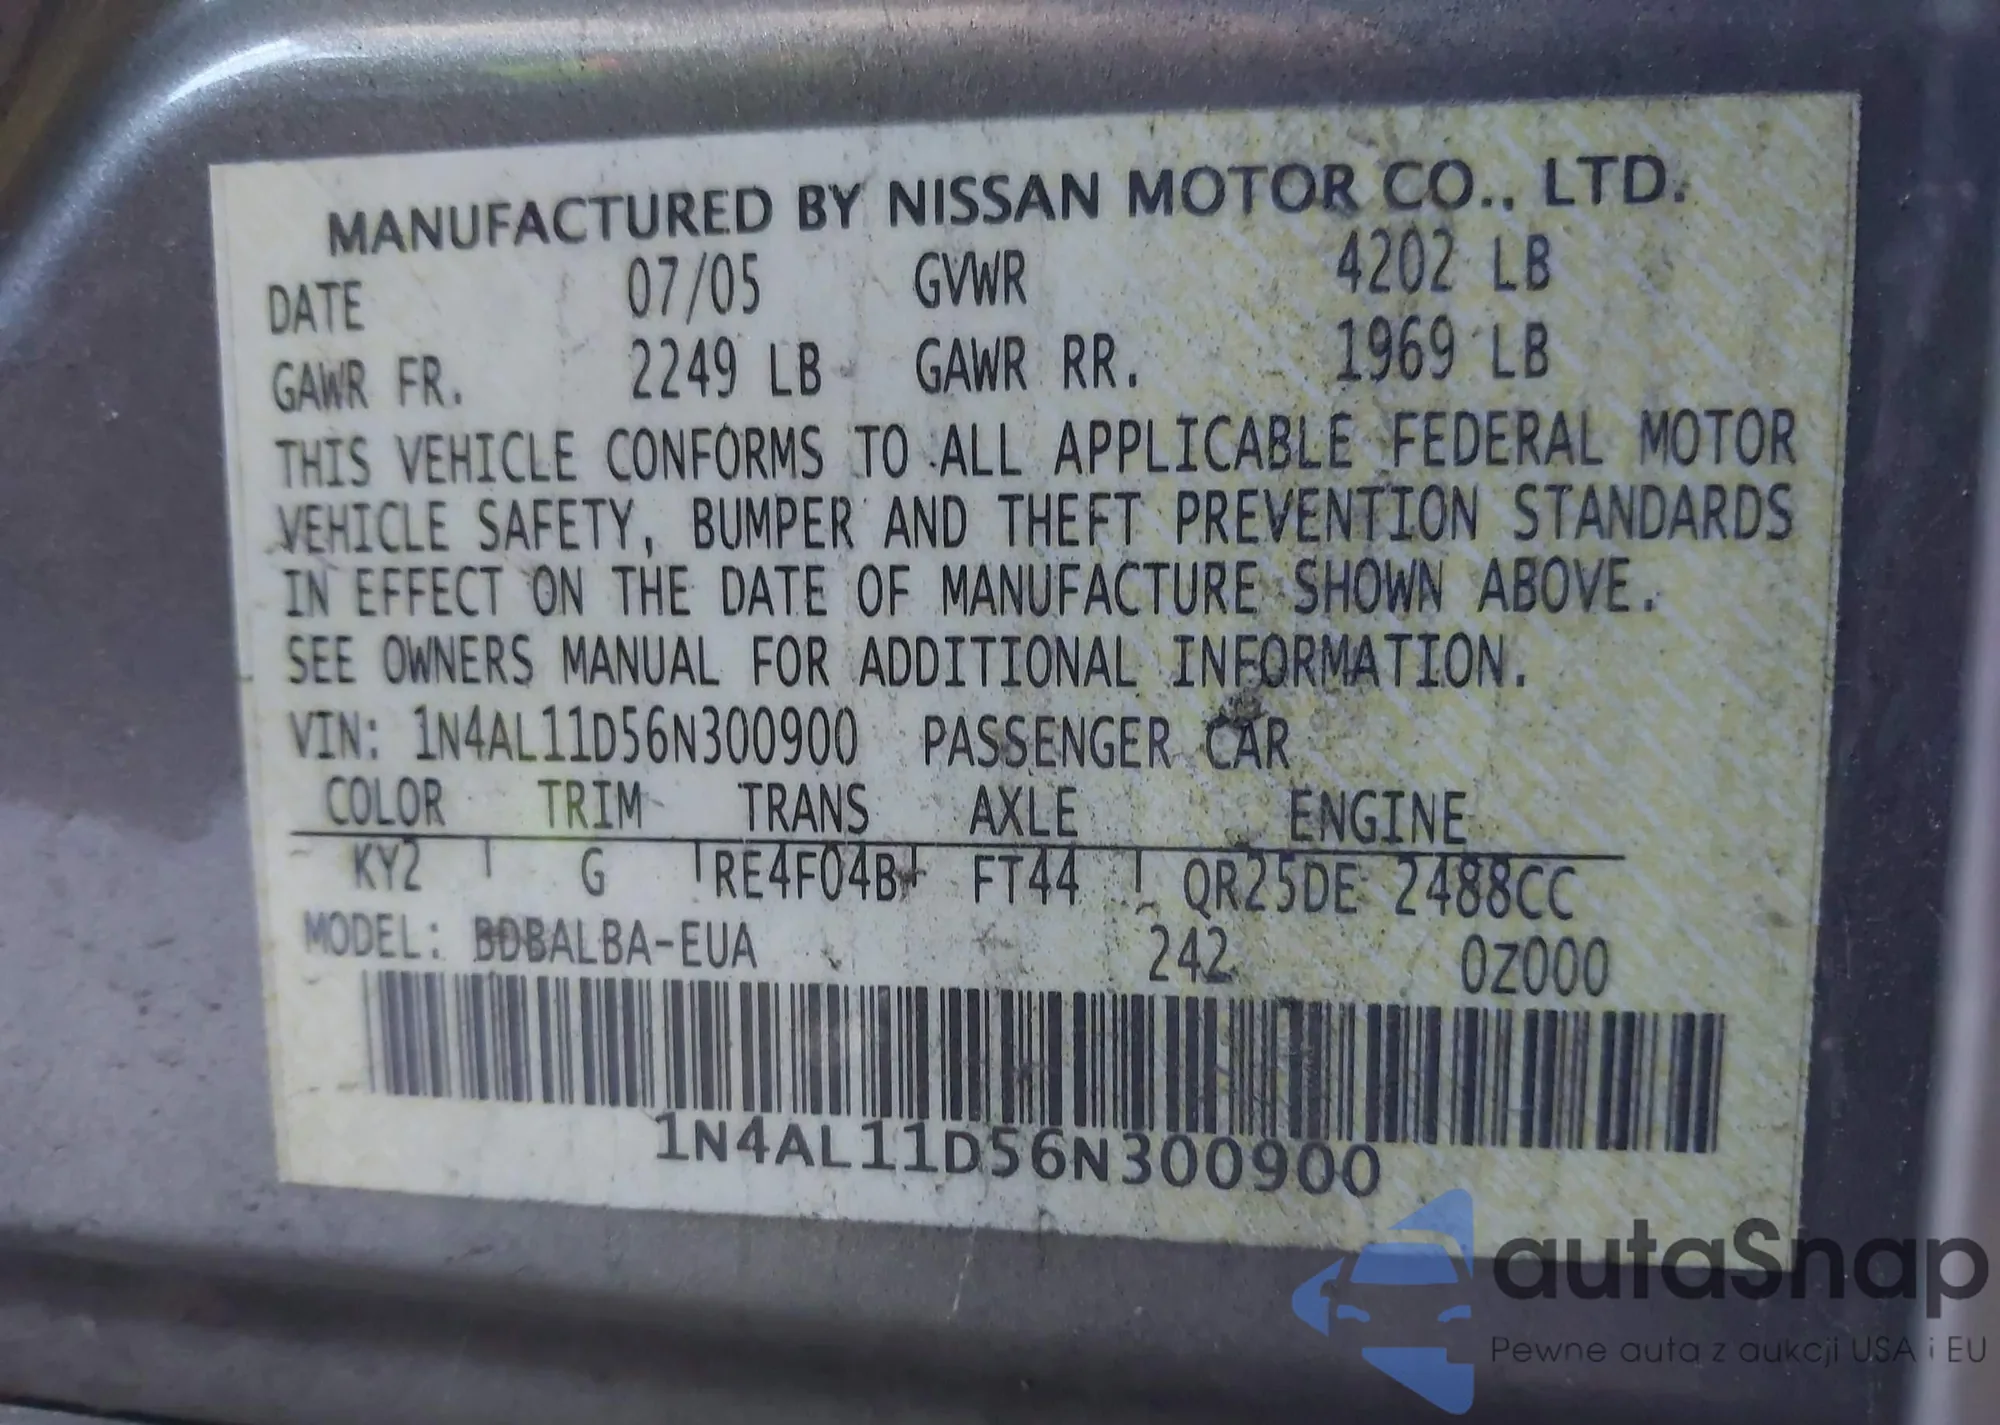 MANUFACTURED BY NISSAN MOTOR CO., LTD.
DATE 07/05 GVWR 4202 LB
GAWR FR. 2249 LB GAWR RR. 1969 LB
THIS VEHICLE CONFORMS TO ALL APPLICABLE FEDERAL MOTOR
VEHICLE SAFETY, BUMPER AND THEFT PREVENTION STANDARDS
IN EFFECT ON THE DATE OF MANUFACTURE SHOWN ABOVE.
SEE OWNERS MANUAL FOR ADDITIONAL INFORMATION.
VIN: 1N4AL11D56N300900 PASSENGER CAR
COLOR TRIM TRANS AXLE ENGINE
KY2 G RE4F04B FT44 QR25DE 2488CC
MODEL: BDBALBA-EUA 242 0Z000
1N4AL11D56N300900
autaSnap
Pewne auta z aukcji USA i EU